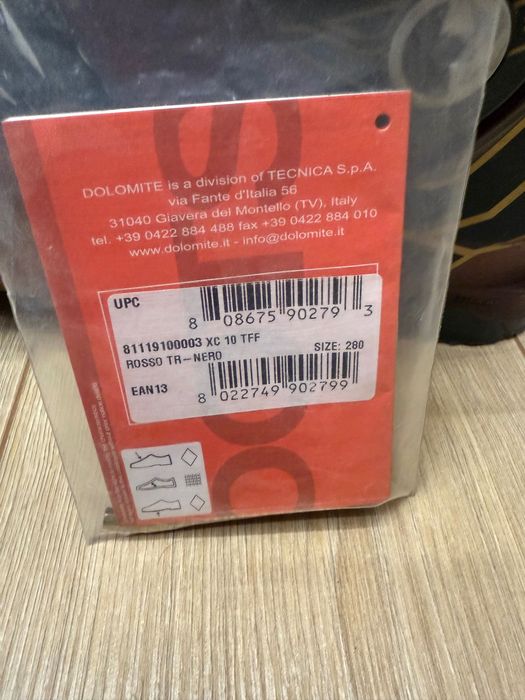 DOLOMITE is a division of TECNICA S.p.A.
via Fante d'Italia 56
31040 Giavera del Montello (TV), Italy
tel. +39 0422 884 488 fax +39 0422 884 010
www.dolomite.it - info@dolomite.it
UPC
8 08675 90279 3
81119100003 XC 10 TFF
ROSSO TR-NERO SIZE: 280
EAN13
8 022749 902799